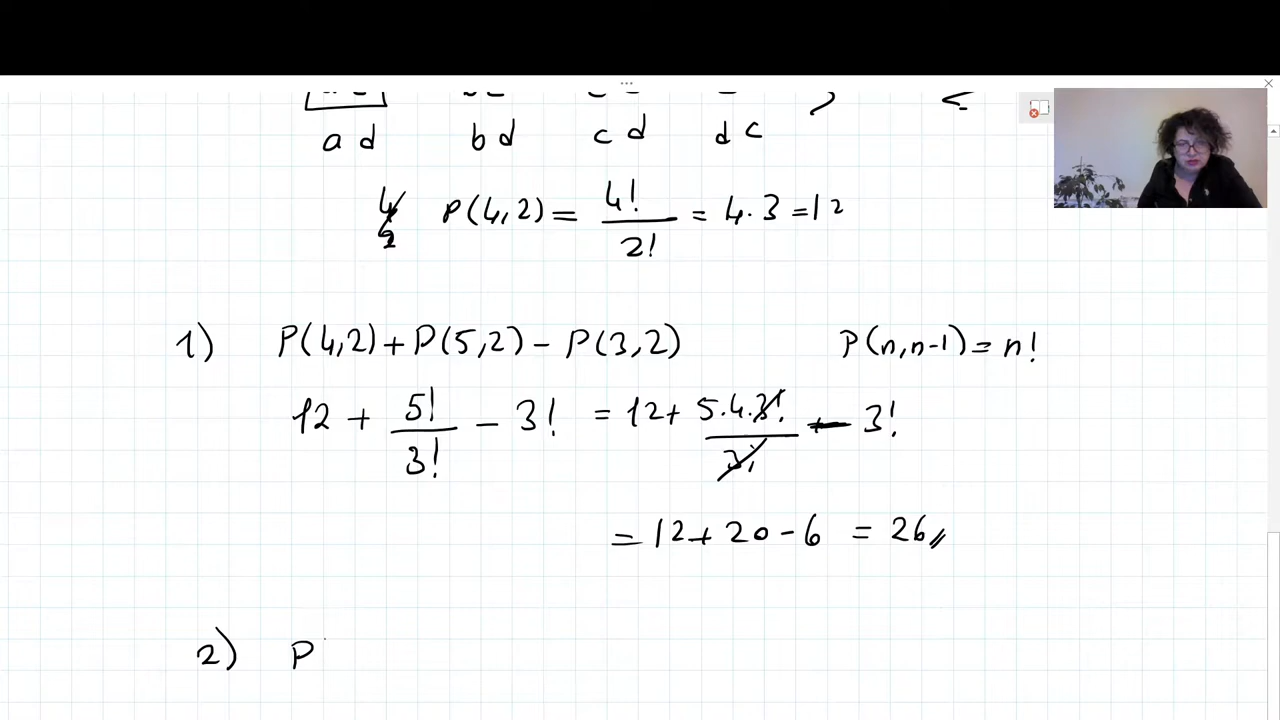 a d b d c d d c
P(4,2) = 4!/2! = 4.3 = 12
1) P(4,2) + P(5,2) - P(3,2) P(n,n-1) = n!
12 + 5!/3! - 3! = 12 + 5.4.3!/3! - 3!
= 12 + 20 - 6 = 26
2) P